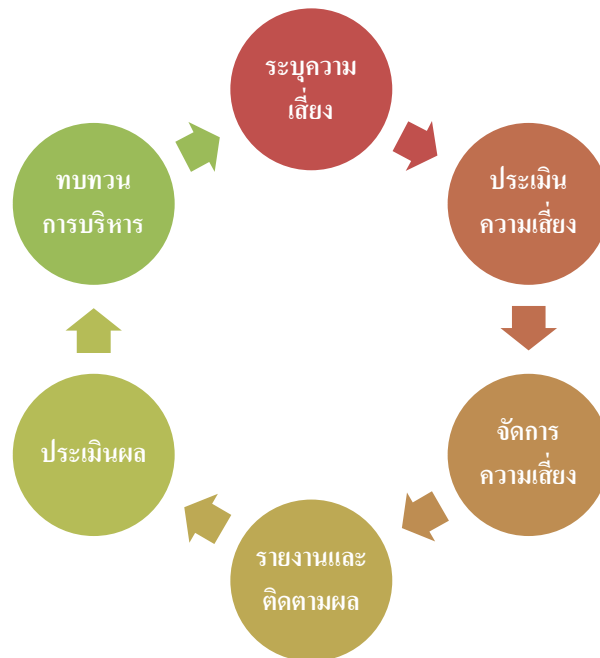 ระบุความ
เสี่ยง
ประเมิน
ความเสี่ยง
จัดการ
ความเสี่ยง
รายงานและ
ติดตามผล
ประเมินผล
ทบทวน
การบริหาร